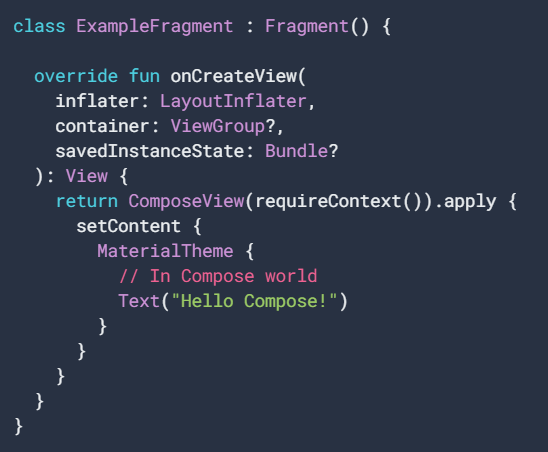 class ExampleFragment : Fragment() {
override fun onCreateView(
inflater: LayoutInflater,
container: ViewGroup?,
savedInstanceState: Bundle?
): View {
return ComposeView(requireContext()).apply {
setContent {
MaterialTheme {
// In Compose world
Text("Hello Compose!")
}
}
}
}
}